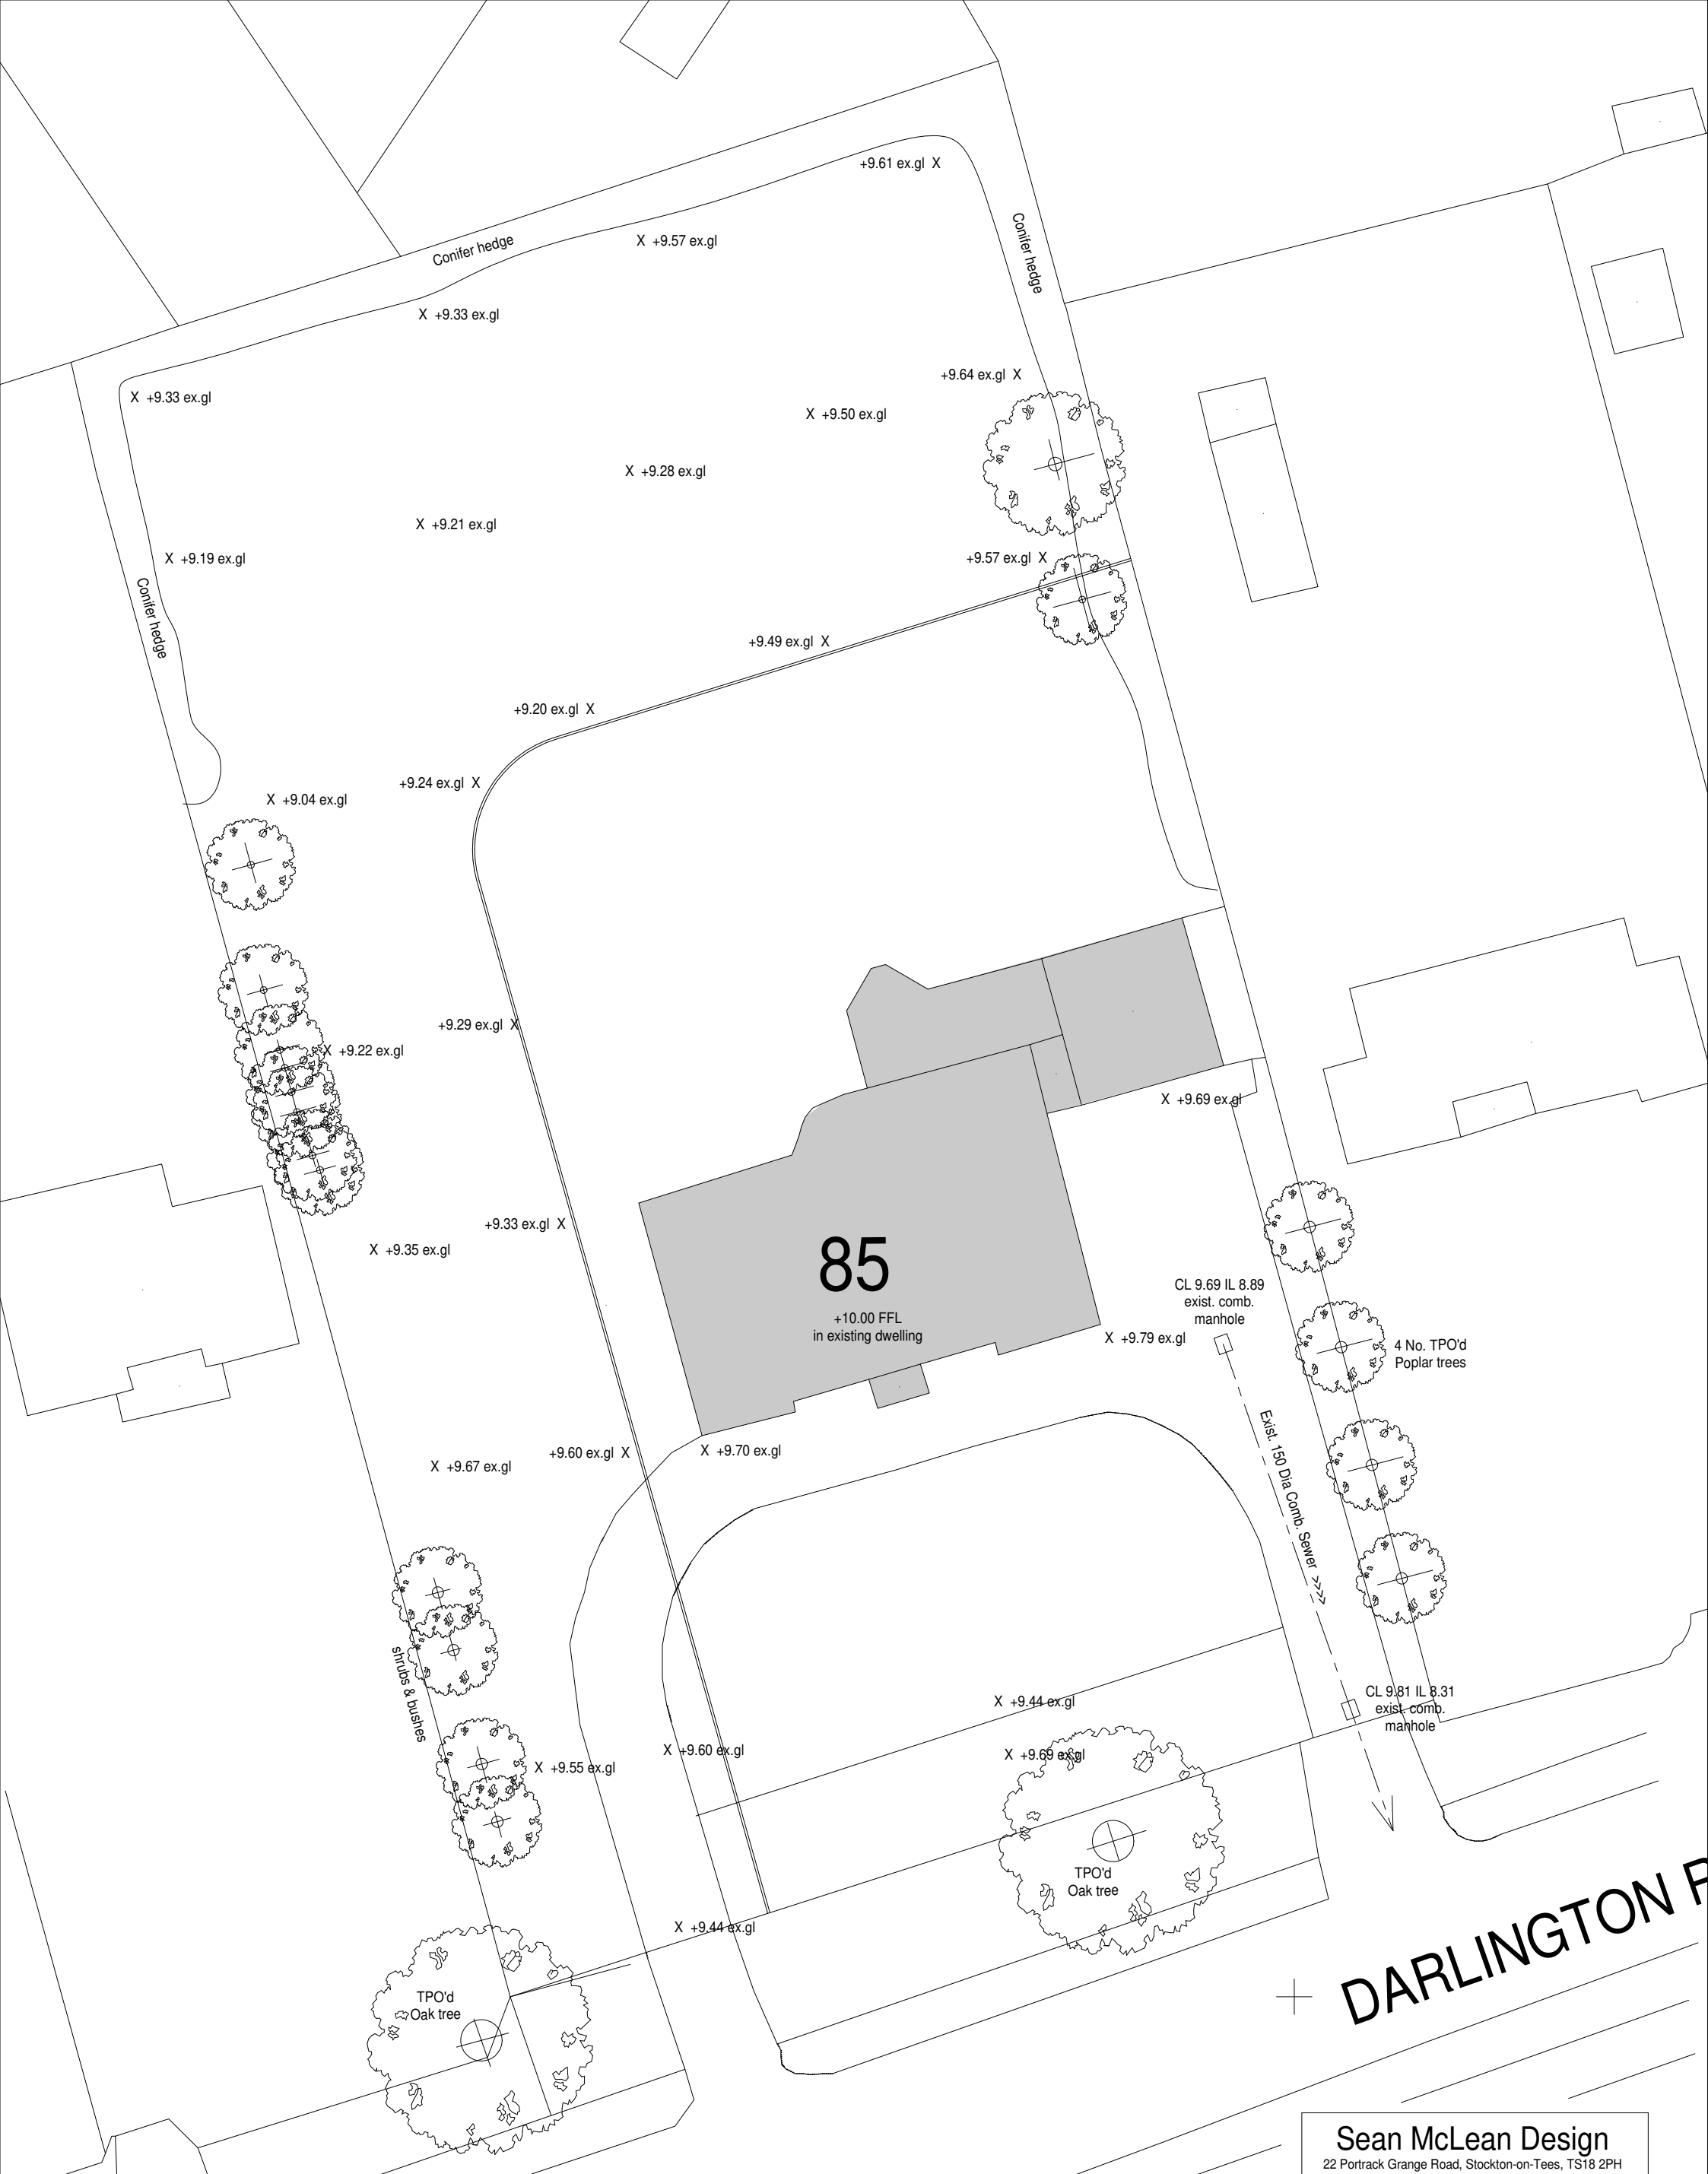 +9.61 ex.gl X
Conifer hedge
X +9.57 ex.gl
Conifer hedge
X +9.33 ex.gl
+9.64 ex.gl X
X +9.33 ex.gl
X +9.50 ex.gl
X +9.28 ex.gl
X +9.21 ex.gl
X +9.19 ex.gl
+9.57 ex.gl X
Conifer hedge
+9.49 ex.gl X
+9.20 ex.gl X
+9.24 ex.gl X
X +9.04 ex.gl
+9.29 ex.gl X
X +9.22 ex.gl
X +9.69 ex.gl
+9.33 ex.gl X
X +9.35 ex.gl
85
+10.00 FFL
in existing dwelling
CL 9.69 IL 8.89
exist. comb.
manhole
X +9.79 ex.gl
4 No. TPO'd
Poplar trees
Exist. 150 Dia Comb. Sewer >>>>
+9.60 ex.gl X
X +9.70 ex.gl
X +9.67 ex.gl
shrubs & bushes
X +9.44 ex.gl
CL 9.81 IL 8.31
exist. comb.
manhole
X +9.60 ex.gl
X +9.69 ex.gl
X +9.55 ex.gl
TPO'd
Oak tree
X +9.44 ex.gl
TPO'd
Oak tree
DARLINGTON R
Sean McLean Design
22 Portrack Grange Road, Stockton-on-Tees, TS18 2PH